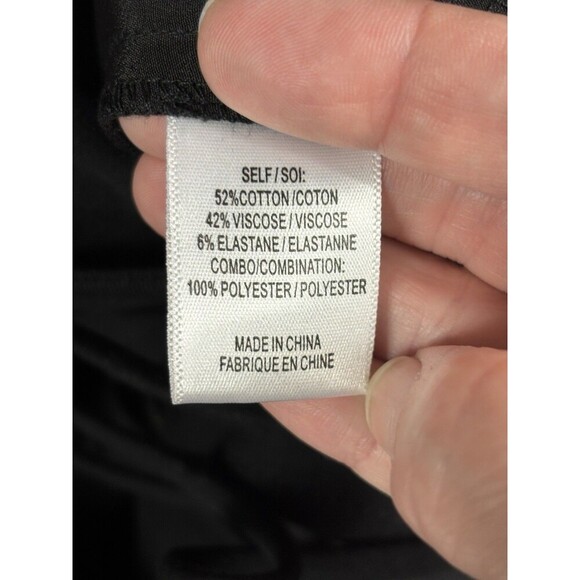 SELF/SOI:
52%COTTON/COTON
42% VISCOSE/VISCOSE
6% ELASTANE/ELASTANNE
COMBO/COMBINATION:
100% POLYESTER/POLYESTER
MADE IN CHINA
FABRIQUE EN CHINE